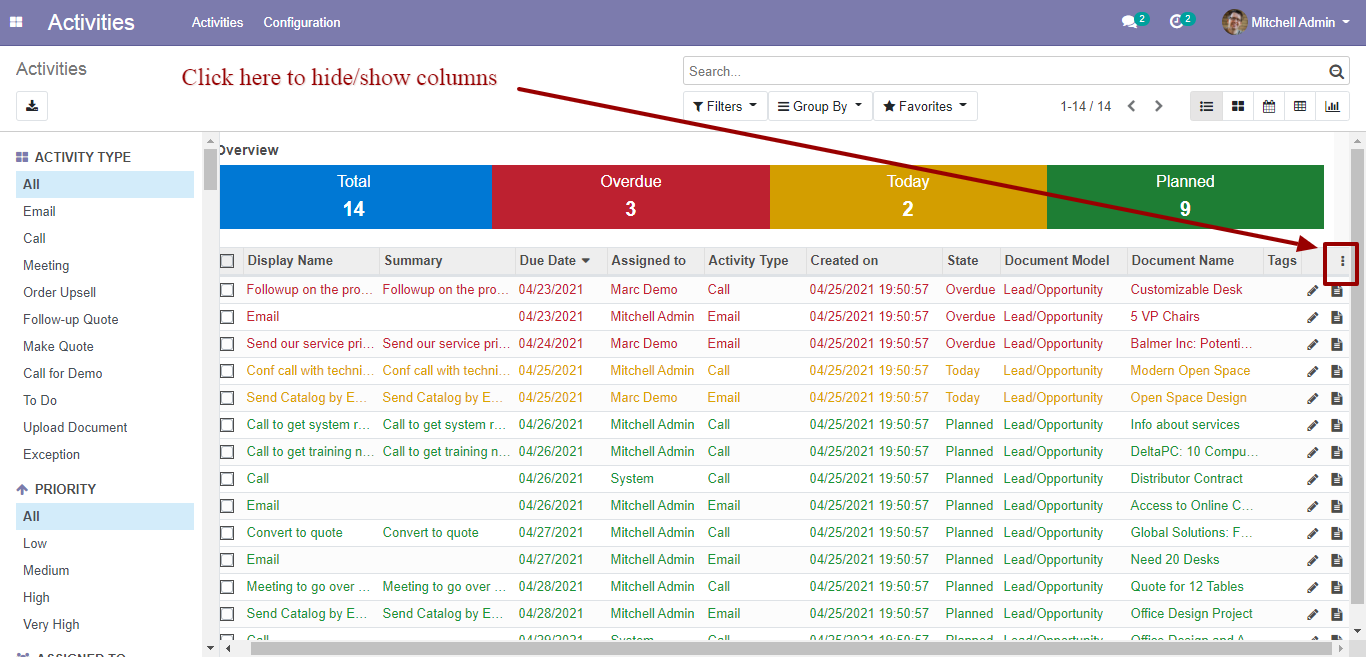 Activities Activities Configuration 2 2 Mitchell Admin
Activities
Click here to hide/show columns
Search...
Filters Group By Favorites 1-14 / 14
ACTIVITY TYPE
All
Email
Call
Meeting
Order Upsell
Follow-up Quote
Make Quote
Call for Demo
To Do
Upload Document
Exception
PRIORITY
All
Low
Medium
High
Very High
ASSIGNED TO
Overview
Total Overdue Today Planned
14 3 2 9
Display Name Summary Due Date Assigned to Activity Type Created on State Document Model Document Name Tags
Followup on the pro... Followup on the pro... 04/23/2021 Marc Demo Call 04/25/2021 19:50:57 Overdue Lead/Opportunity Customizable Desk
Email 04/23/2021 Mitchell Admin Email 04/25/2021 19:50:57 Overdue Lead/Opportunity 5 VP Chairs
Send our service pri... Send our service pri... 04/24/2021 Marc Demo Email 04/25/2021 19:50:57 Overdue Lead/Opportunity Balmer Inc: Potenti...
Conf call with techni... Conf call with techni... 04/25/2021 Mitchell Admin Call 04/25/2021 19:50:57 Today Lead/Opportunity Modern Open Space
Send Catalog by E... Send Catalog by E... 04/25/2021 Marc Demo Email 04/25/2021 19:50:57 Today Lead/Opportunity Open Space Design
Call to get system r... Call to get system r... 04/26/2021 Mitchell Admin Call 04/25/2021 19:50:57 Planned Lead/Opportunity Info about services
Call to get training n... Call to get training n... 04/26/2021 Mitchell Admin Call 04/25/2021 19:50:57 Planned Lead/Opportunity DeltaPC: 10 Compu...
Call 04/26/2021 System Call 04/25/2021 19:50:57 Planned Lead/Opportunity Distributor Contract
Email 04/26/2021 Mitchell Admin Email 04/25/2021 19:50:57 Planned Lead/Opportunity Access to Online C...
Convert to quote Convert to quote 04/27/2021 Mitchell Admin Call 04/25/2021 19:50:57 Planned Lead/Opportunity Global Solutions: F...
Email 04/27/2021 Mitchell Admin Email 04/25/2021 19:50:57 Planned Lead/Opportunity Need 20 Desks
Meeting to go over ... Meeting to go over ... 04/28/2021 Mitchell Admin Call 04/25/2021 19:50:57 Planned Lead/Opportunity Quote for 12 Tables
Send Catalog by E... Send Catalog by E... 04/28/2021 Mitchell Admin Email 04/25/2021 19:50:57 Planned Lead/Opportunity Office Design Project
Call 04/29/2021 System Call 04/25/2021 19:50:57 Planned Lead/Opportunity Office Design and A